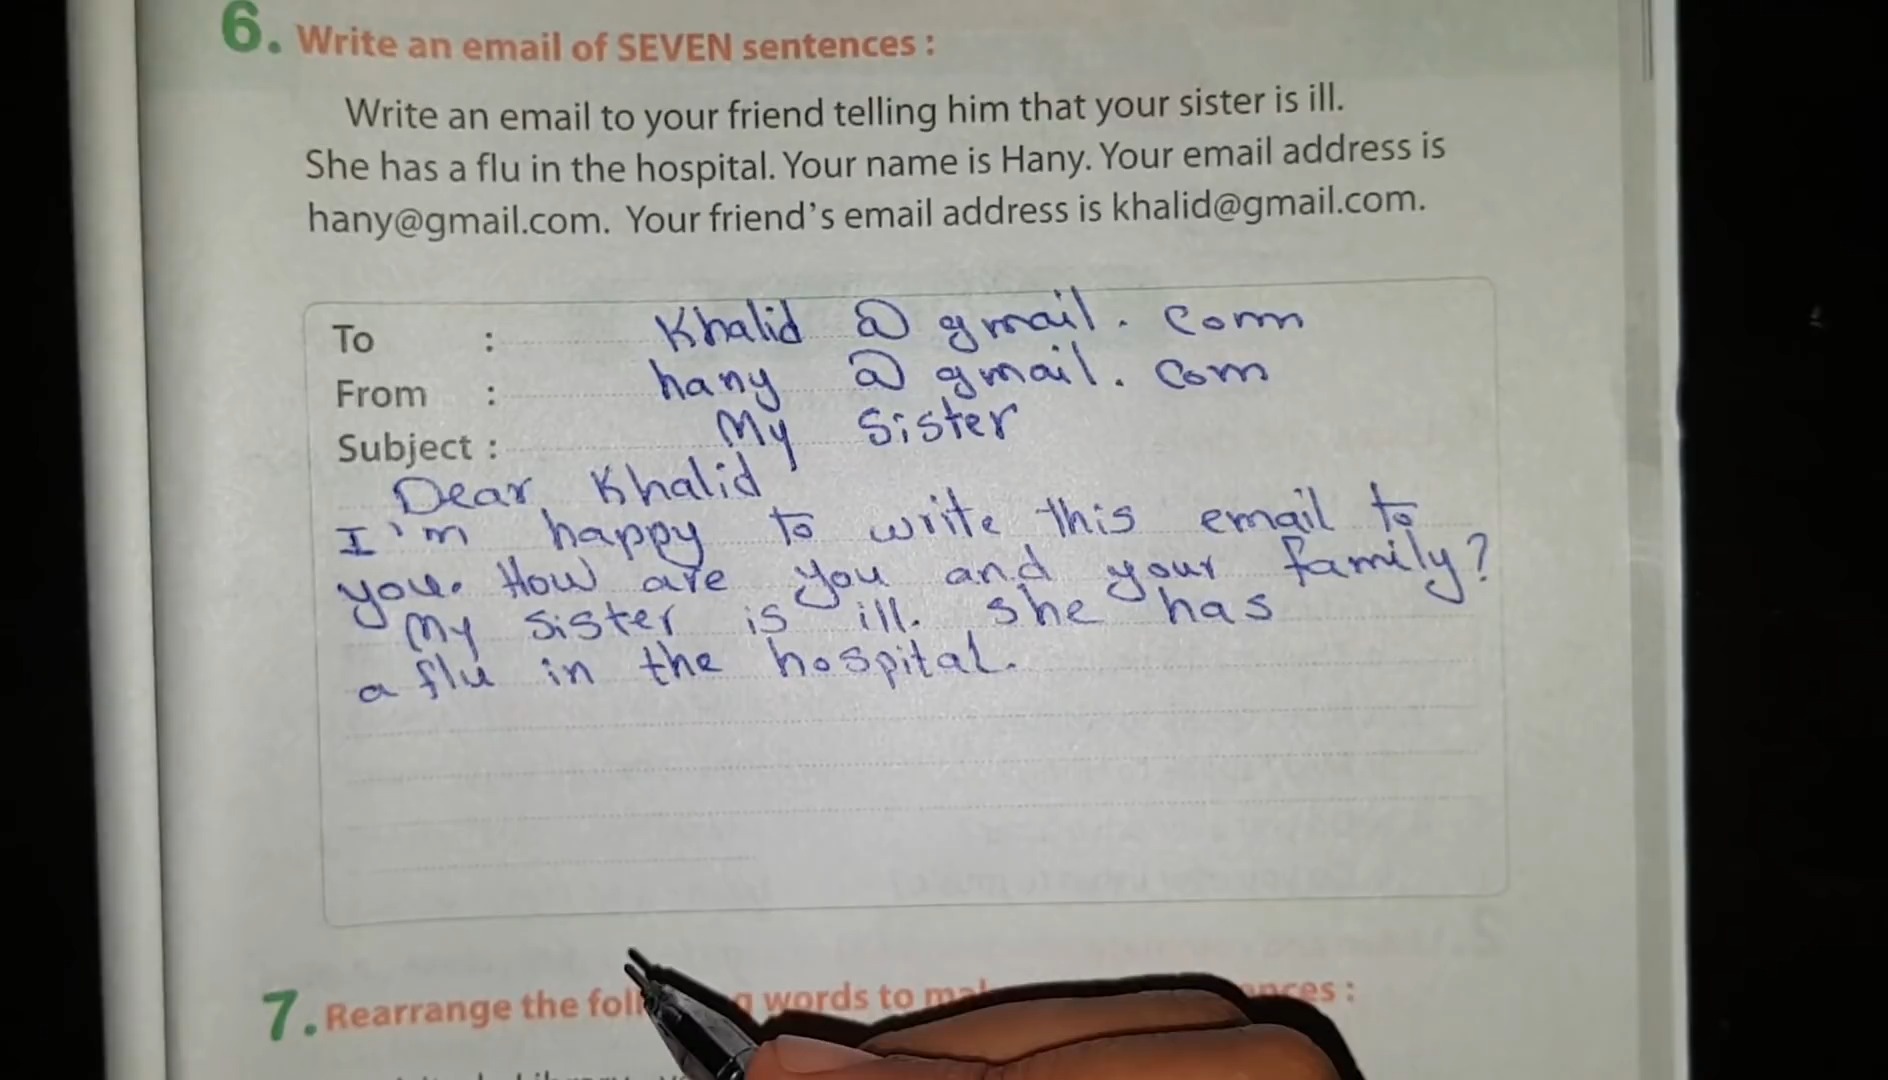 6. Write an email of SEVEN sentences :
Write an email to your friend telling him that your sister is ill.
She has a flu in the hospital. Your name is Hany. Your email address is
hany@gmail.com. Your friend's email address is khalid@gmail.com.
To : Khalid @ gmail. com
From : hany @ gmail. com
Subject : My sister
Dear, Khalid
I'm happy to write this email to
you. How are you and your family?
My sister is ill. she has
a flu in the hospital.
7. Rearrange the words to